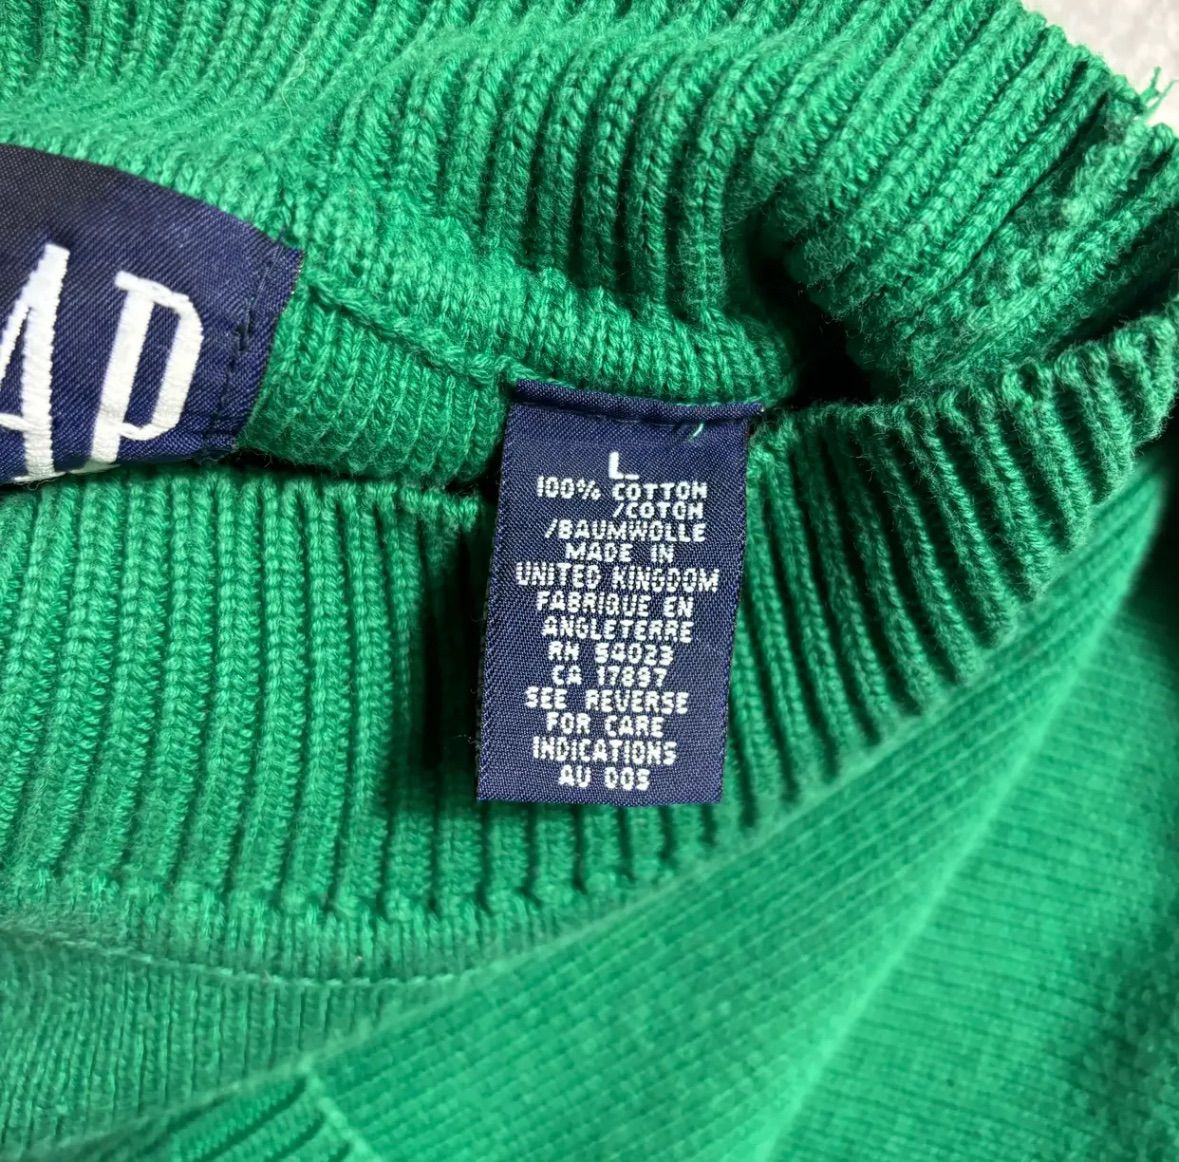 AP
L
100% COTTON
/COTON
/BAUMWOLLE
MADE IN
UNITED KINGDOM
FABRIQUE EN
ANGLETERRE
RN 54023
CA 17897
SEE REVERSE
FOR CARE
INDICATIONS
AU DOS